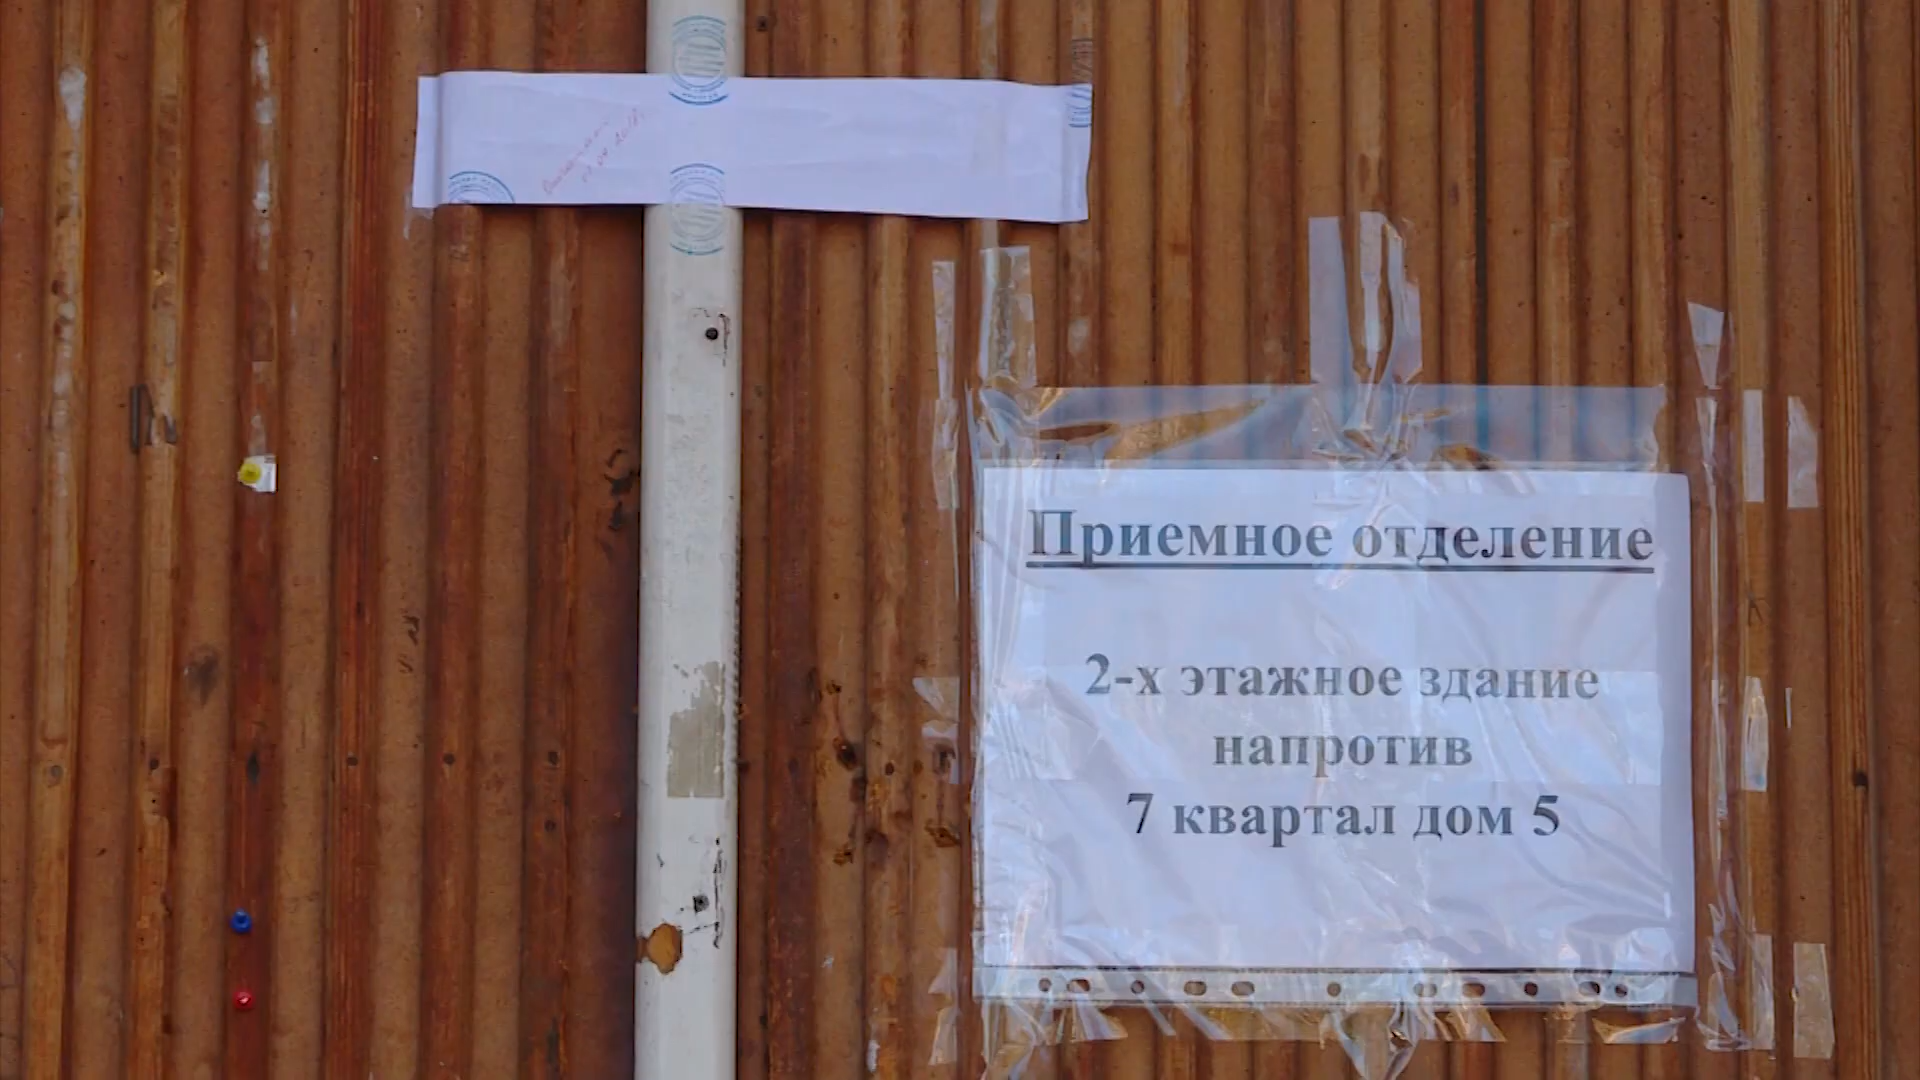 Приемное отделение
2-х этажное здание
напротив
7 квартал дом 5